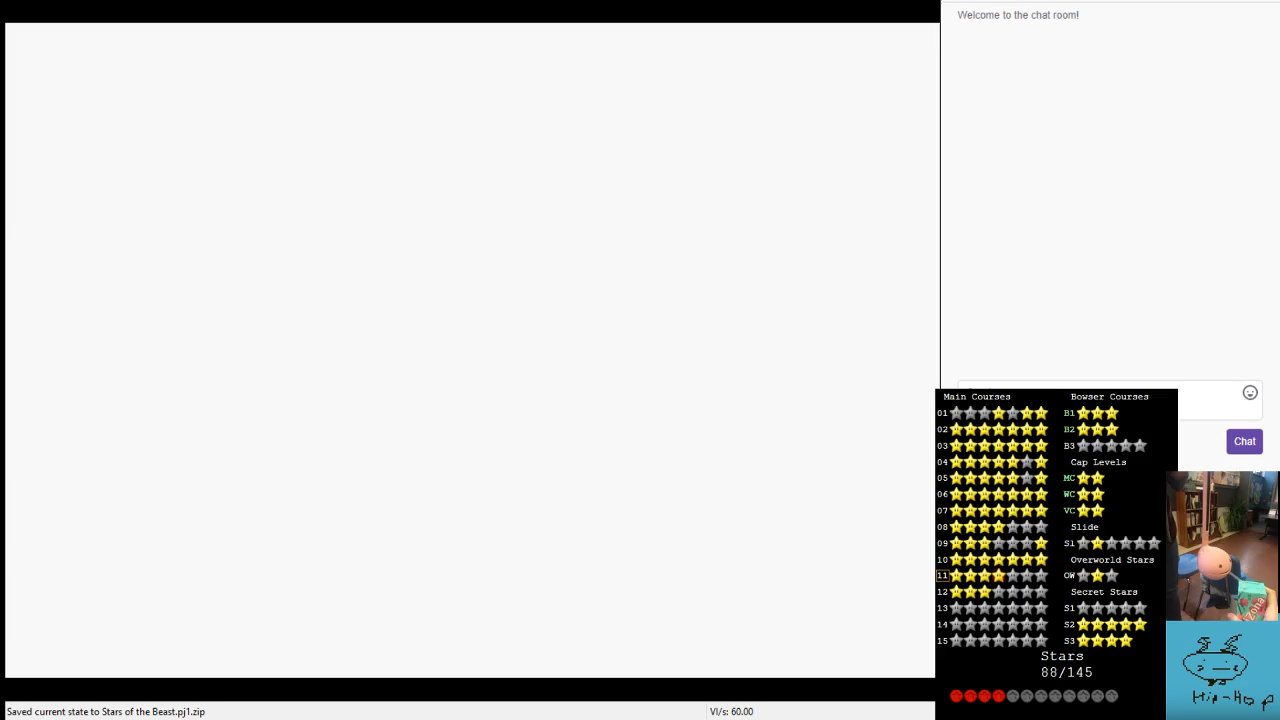 Welcome to the chat room!
Chat
Main Courses
Bowser Courses
01
B1
02
B2
03
B3
04
Cap Levels
05
MC
06
WC
07
VC
08
Slide
09
S1
10
Overworld Stars
11
OW
12
Secret Stars
13
S1
14
S2
15
S3
Stars
88/145
Hip-Hop
Saved current state to Stars of the Beast.pj1.zip
VI/s: 60.00